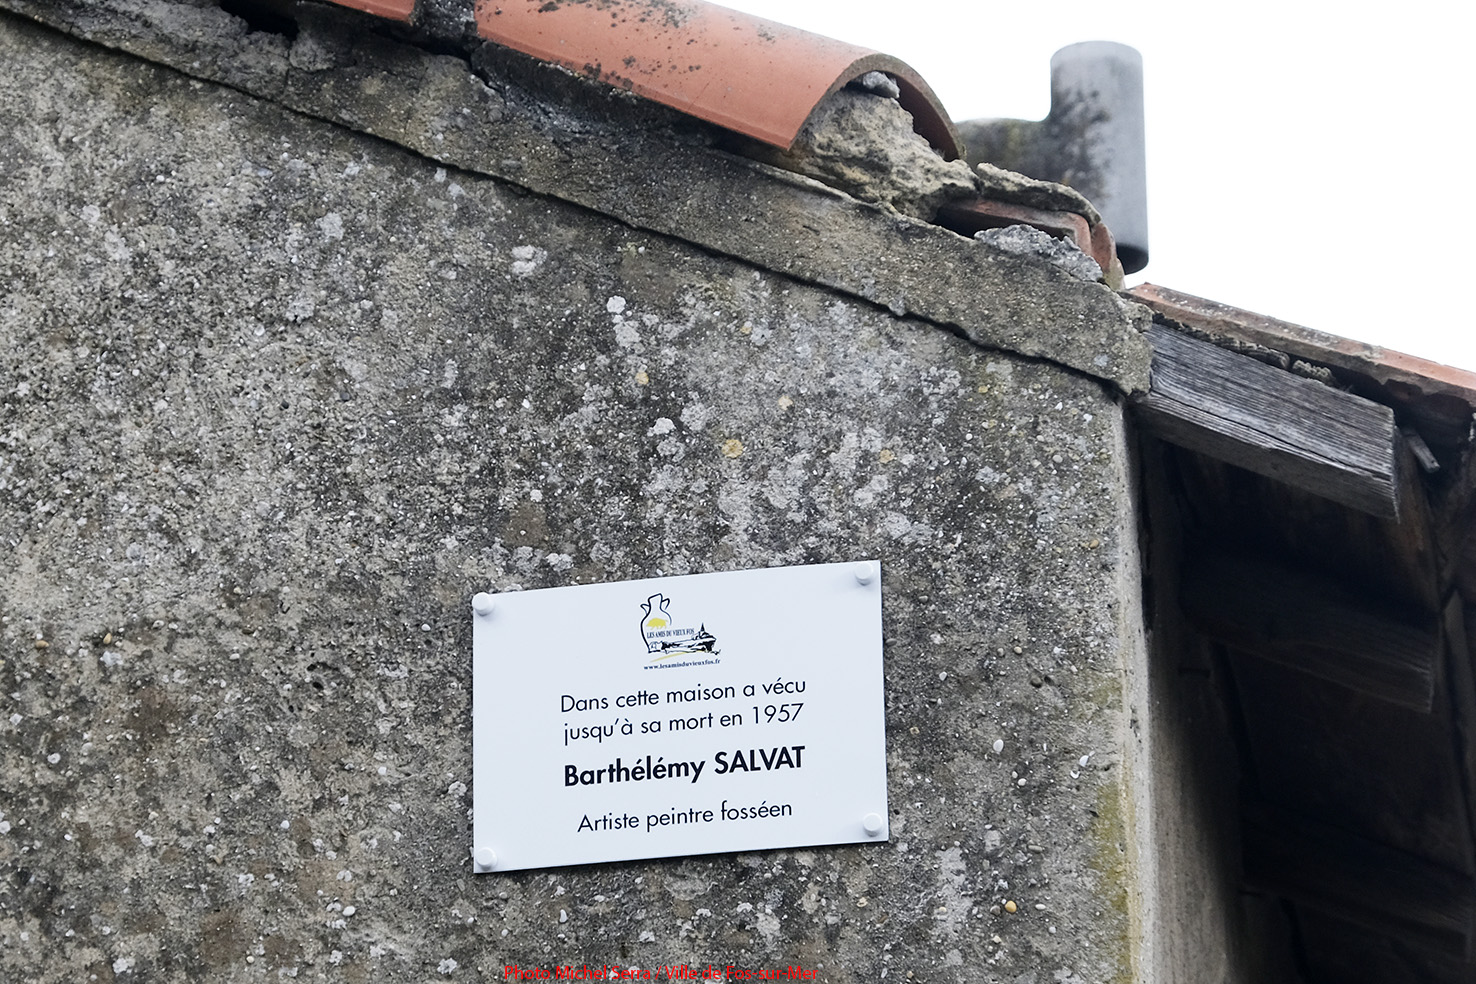 LES AMIS DU VIEUX FOS
www.lesamisduvieuxfos.fr
Dans cette maison a vécu
jusqu'à sa mort en 1957
Barthélémy SALVAT
Artiste peintre fosséen
Photo Michel Serra / Ville de Fos-sur-Mer